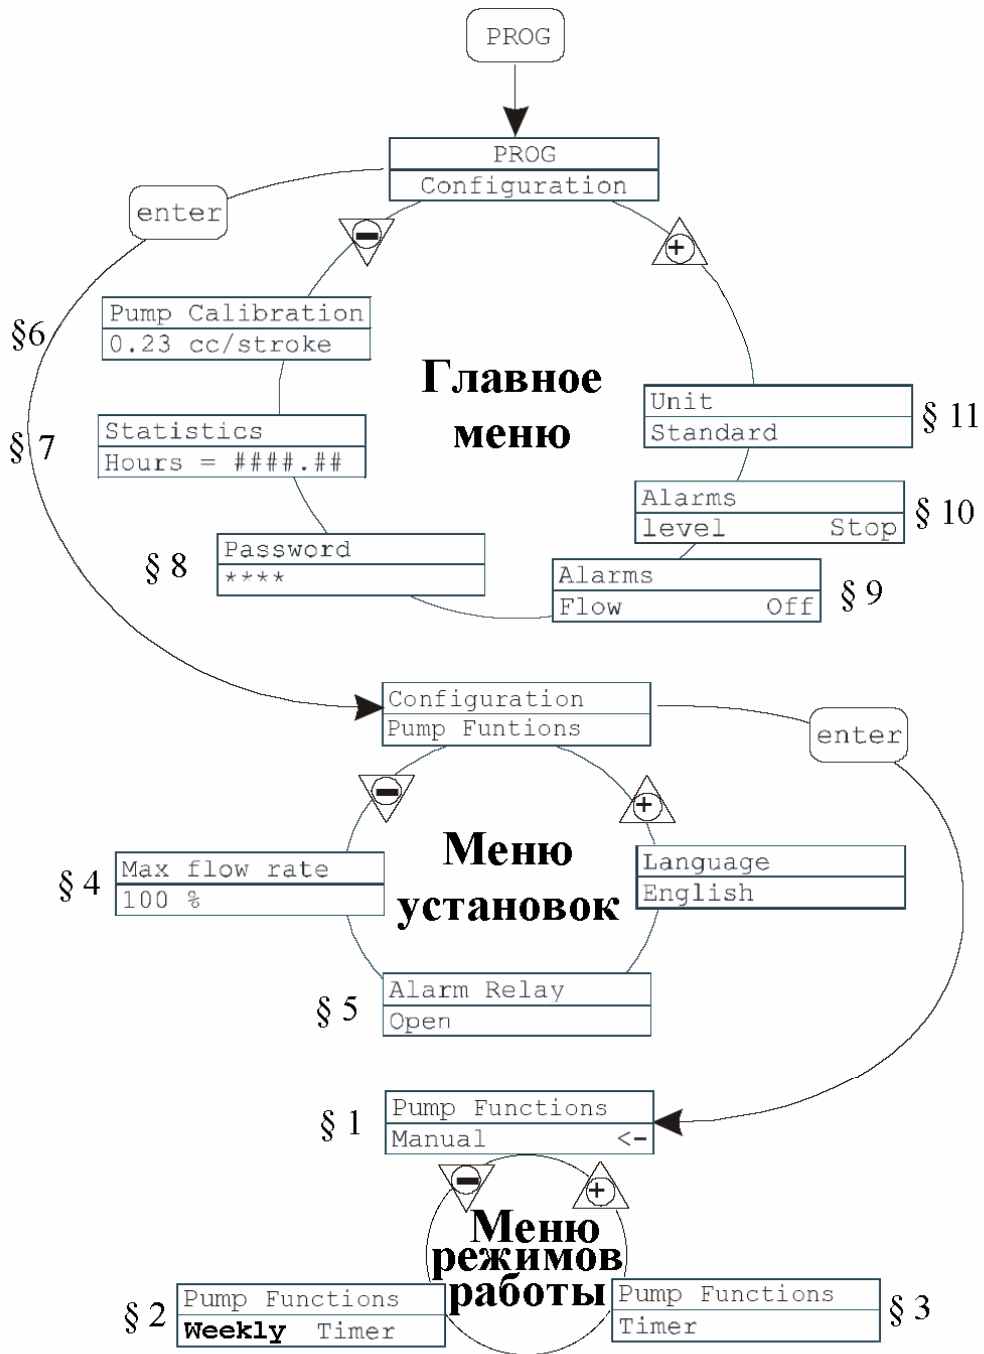 PROG
PROG
Configuration
enter
Pump Calibration
0.23 cc/stroke
§6
Главное
меню
Unit
Standard
§ 11
§ 7
Statistics
Hours = ####.##
Alarms
level Stop
§ 10
§ 8
Password
****
Alarms
Flow Off
§ 9
Configuration
Pump Funtions
enter
Меню
установок
§ 4
Max flow rate
100 %
Language
English
§ 5
Alarm Relay
Open
§ 1
Pump Functions
Manual <-
Меню
режимов
работы
§ 2
Pump Functions
Weekly Timer
Pump Functions
Timer
§ 3